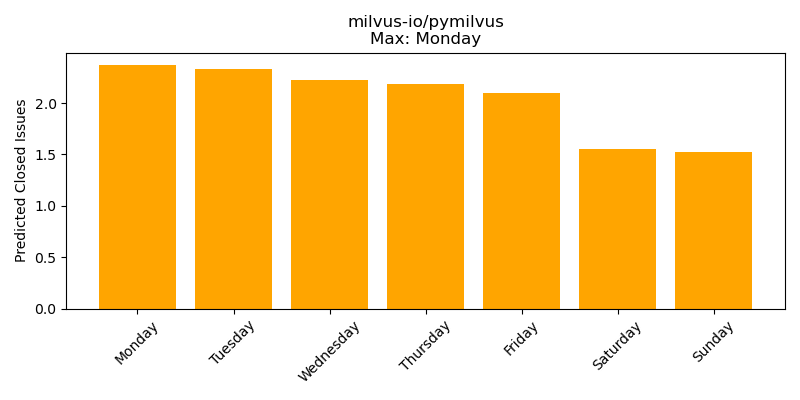 milvus-io/pymilvus
Max: Monday
Predicted Closed Issues
2.0
1.5
1.0
0.5
0.0
Monday
Tuesday
Wednesday
Thursday
Friday
Saturday
Sunday